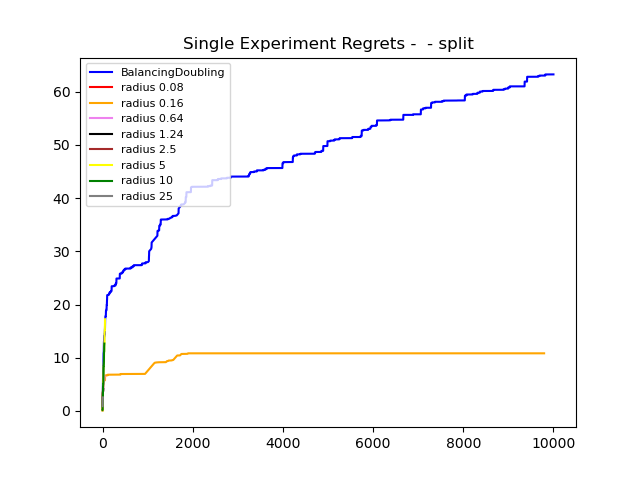 Single Experiment Regrets -  - split
BalancingDoubling
radius 0.08
radius 0.16
radius 0.64
radius 1.24
radius 2.5
radius 5
radius 10
radius 25
60
50
40
30
20
10
0
0 2000 4000 6000 8000 10000